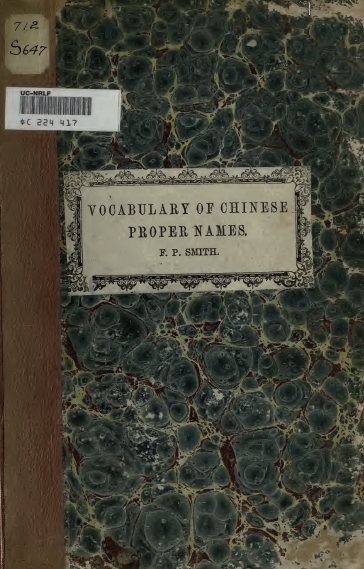 712
S647
UC-NRLF
$C 224 417
VOCABULARY OF CHINESE
PROPER NAMES.
F. P. SMITH.